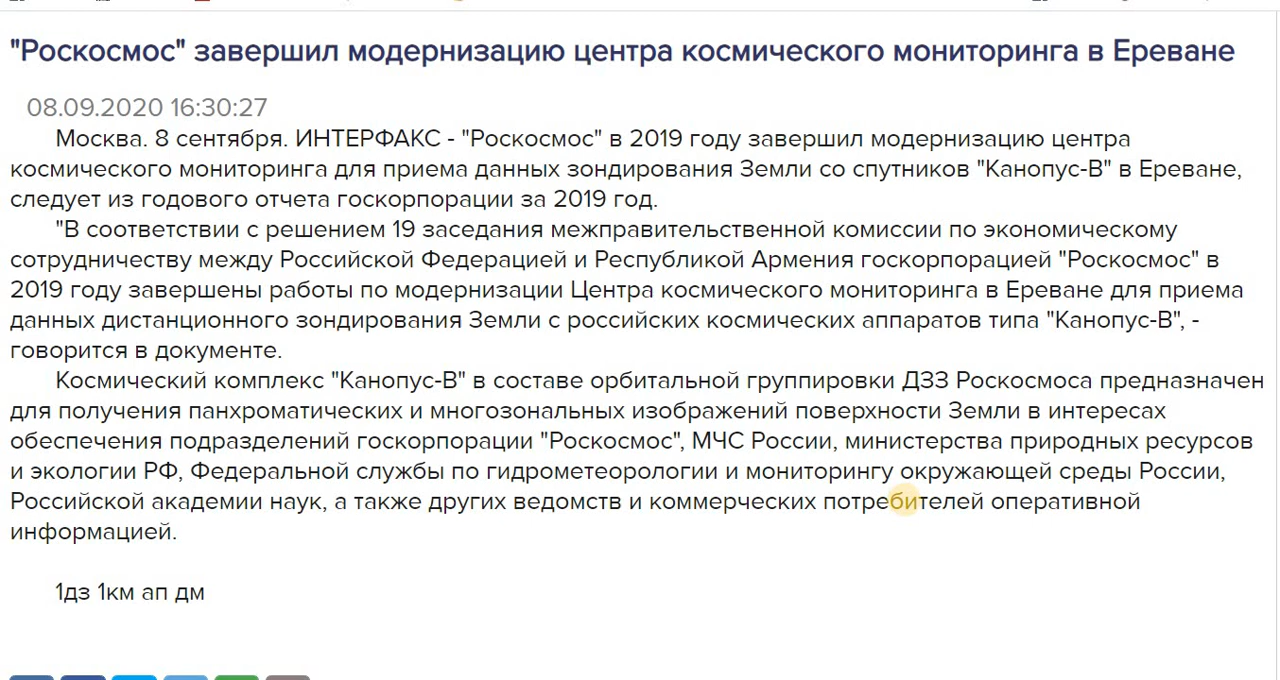 "Роскосмос" завершил модернизацию центра космического мониторинга в Ереване
08.09.2020 16:30:27
Москва. 8 сентября. ИНТЕРФАКС - "Роскосмос" в 2019 году завершил модернизацию центра
космического мониторинга для приема данных зондирования Земли со спутников "Канопус-В" в Ереване,
следует из годового отчета госкорпорации за 2019 год.
"В соответствии с решением 19 заседания межправительственной комиссии по экономическому
сотрудничеству между Российской Федерацией и Республикой Армения госкорпорацией "Роскосмос" в
2019 году завершены работы по модернизации Центра космического мониторинга в Ереване для приема
данных дистанционного зондирования Земли с российских космических аппаратов типа "Канопус-В", -
говорится в документе.
Космический комплекс "Канопус-В" в составе орбитальной группировки ДЗЗ Роскосмоса предназначен
для получения панхроматических и многозональных изображений поверхности Земли в интересах
обеспечения подразделений госкорпорации "Роскосмос", МЧС России, министерства природных ресурсов
и экологии РФ, Федеральной службы по гидрометеорологии и мониторингу окружающей среды России,
Российской академии наук, а также других ведомств и коммерческих потребителей оперативной
информацией.
1дз 1км ап дм